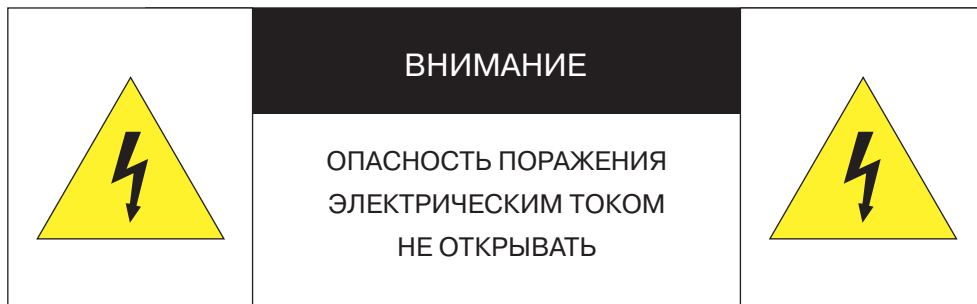 ВНИМАНИЕ
ОПАСНОСТЬ ПОРАЖЕНИЯ
ЭЛЕКТРИЧЕСКИМ ТОКОМ
НЕ ОТКРЫВАТЬ